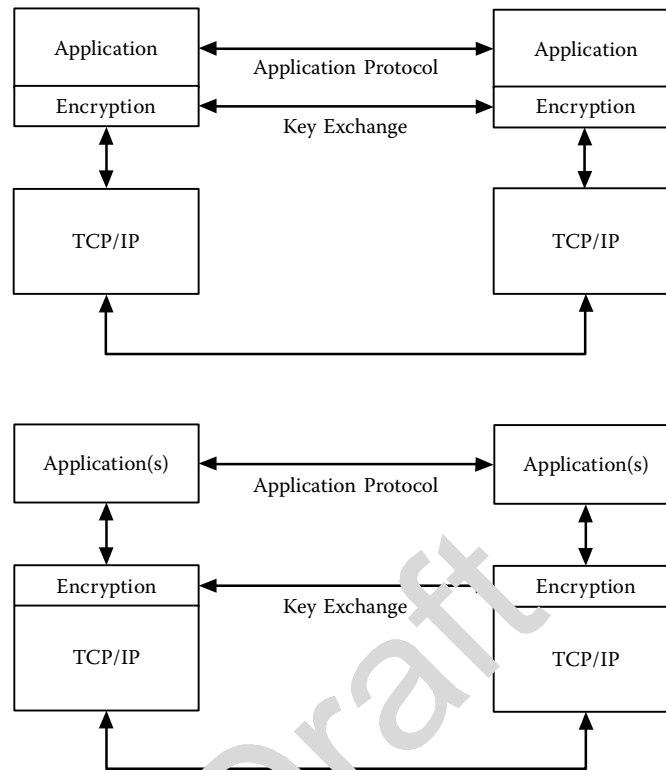 Application
Application
Application Protocol
Encryption
Encryption
Key Exchange
TCP/IP
TCP/IP
Application(s)
Application(s)
Application Protocol
Encryption
Encryption
Key Exchange
TCP/IP
TCP/IP
Draft